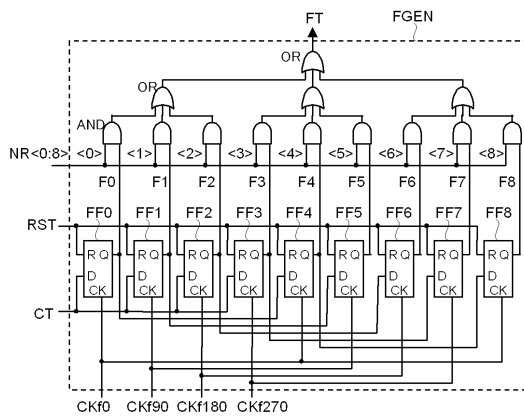 FT
FGEN
OR
OR
AND
NR<0:8> <0> <1> <2> <3> <4> <5> <6> <7> <8>
F0 F1 F2 F3 F4 F5 F6 F7 F8
FF0 FF1 FF2 FF3 FF4 FF5 FF6 FF7 FF8
RST
R Q R Q R Q R Q R Q R Q R Q R Q R Q
D D D D D D D D D
CK CK CK CK CK CK CK CK CK
CT
CKf0 CKf90 CKf180 CKf270